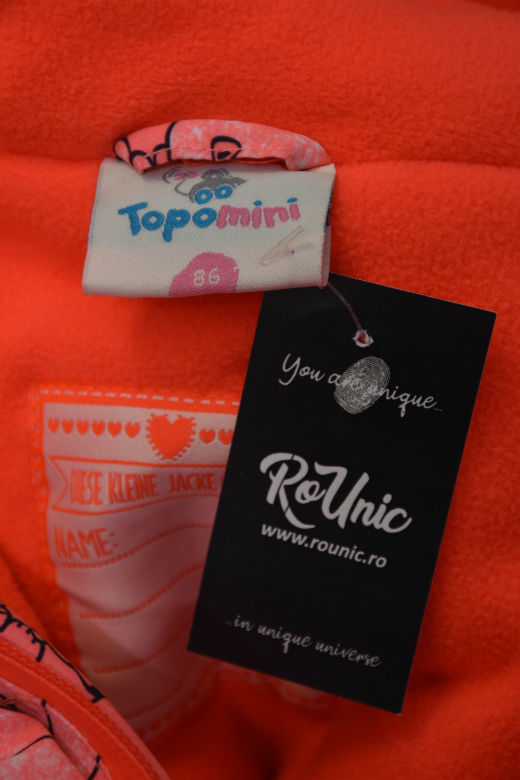 Topomini
86
You are unique...
RoUnic
www.rounic.ro
...in unique universe
DIESE KLEINE JACKE
NAME: